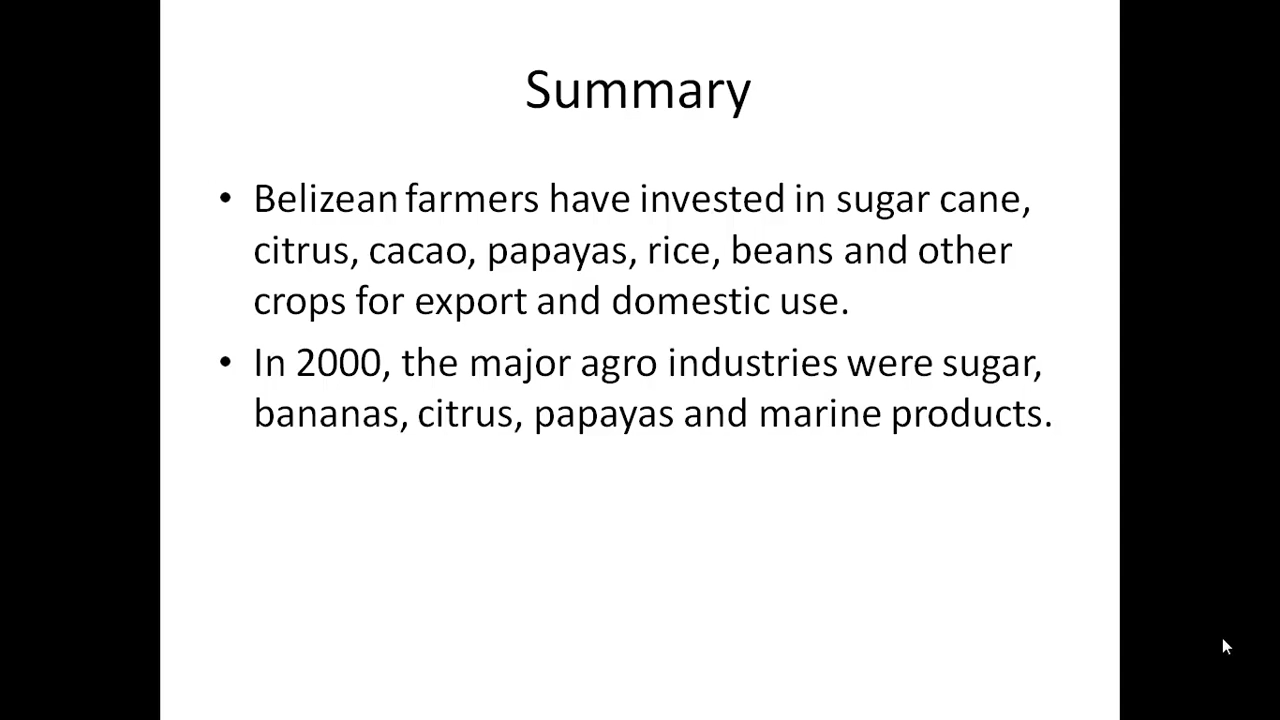 Summary
• Belizean farmers have invested in sugar cane,
citrus, cacao, papayas, rice, beans and other
crops for export and domestic use.
• In 2000, the major agro industries were sugar,
bananas, citrus, papayas and marine products.